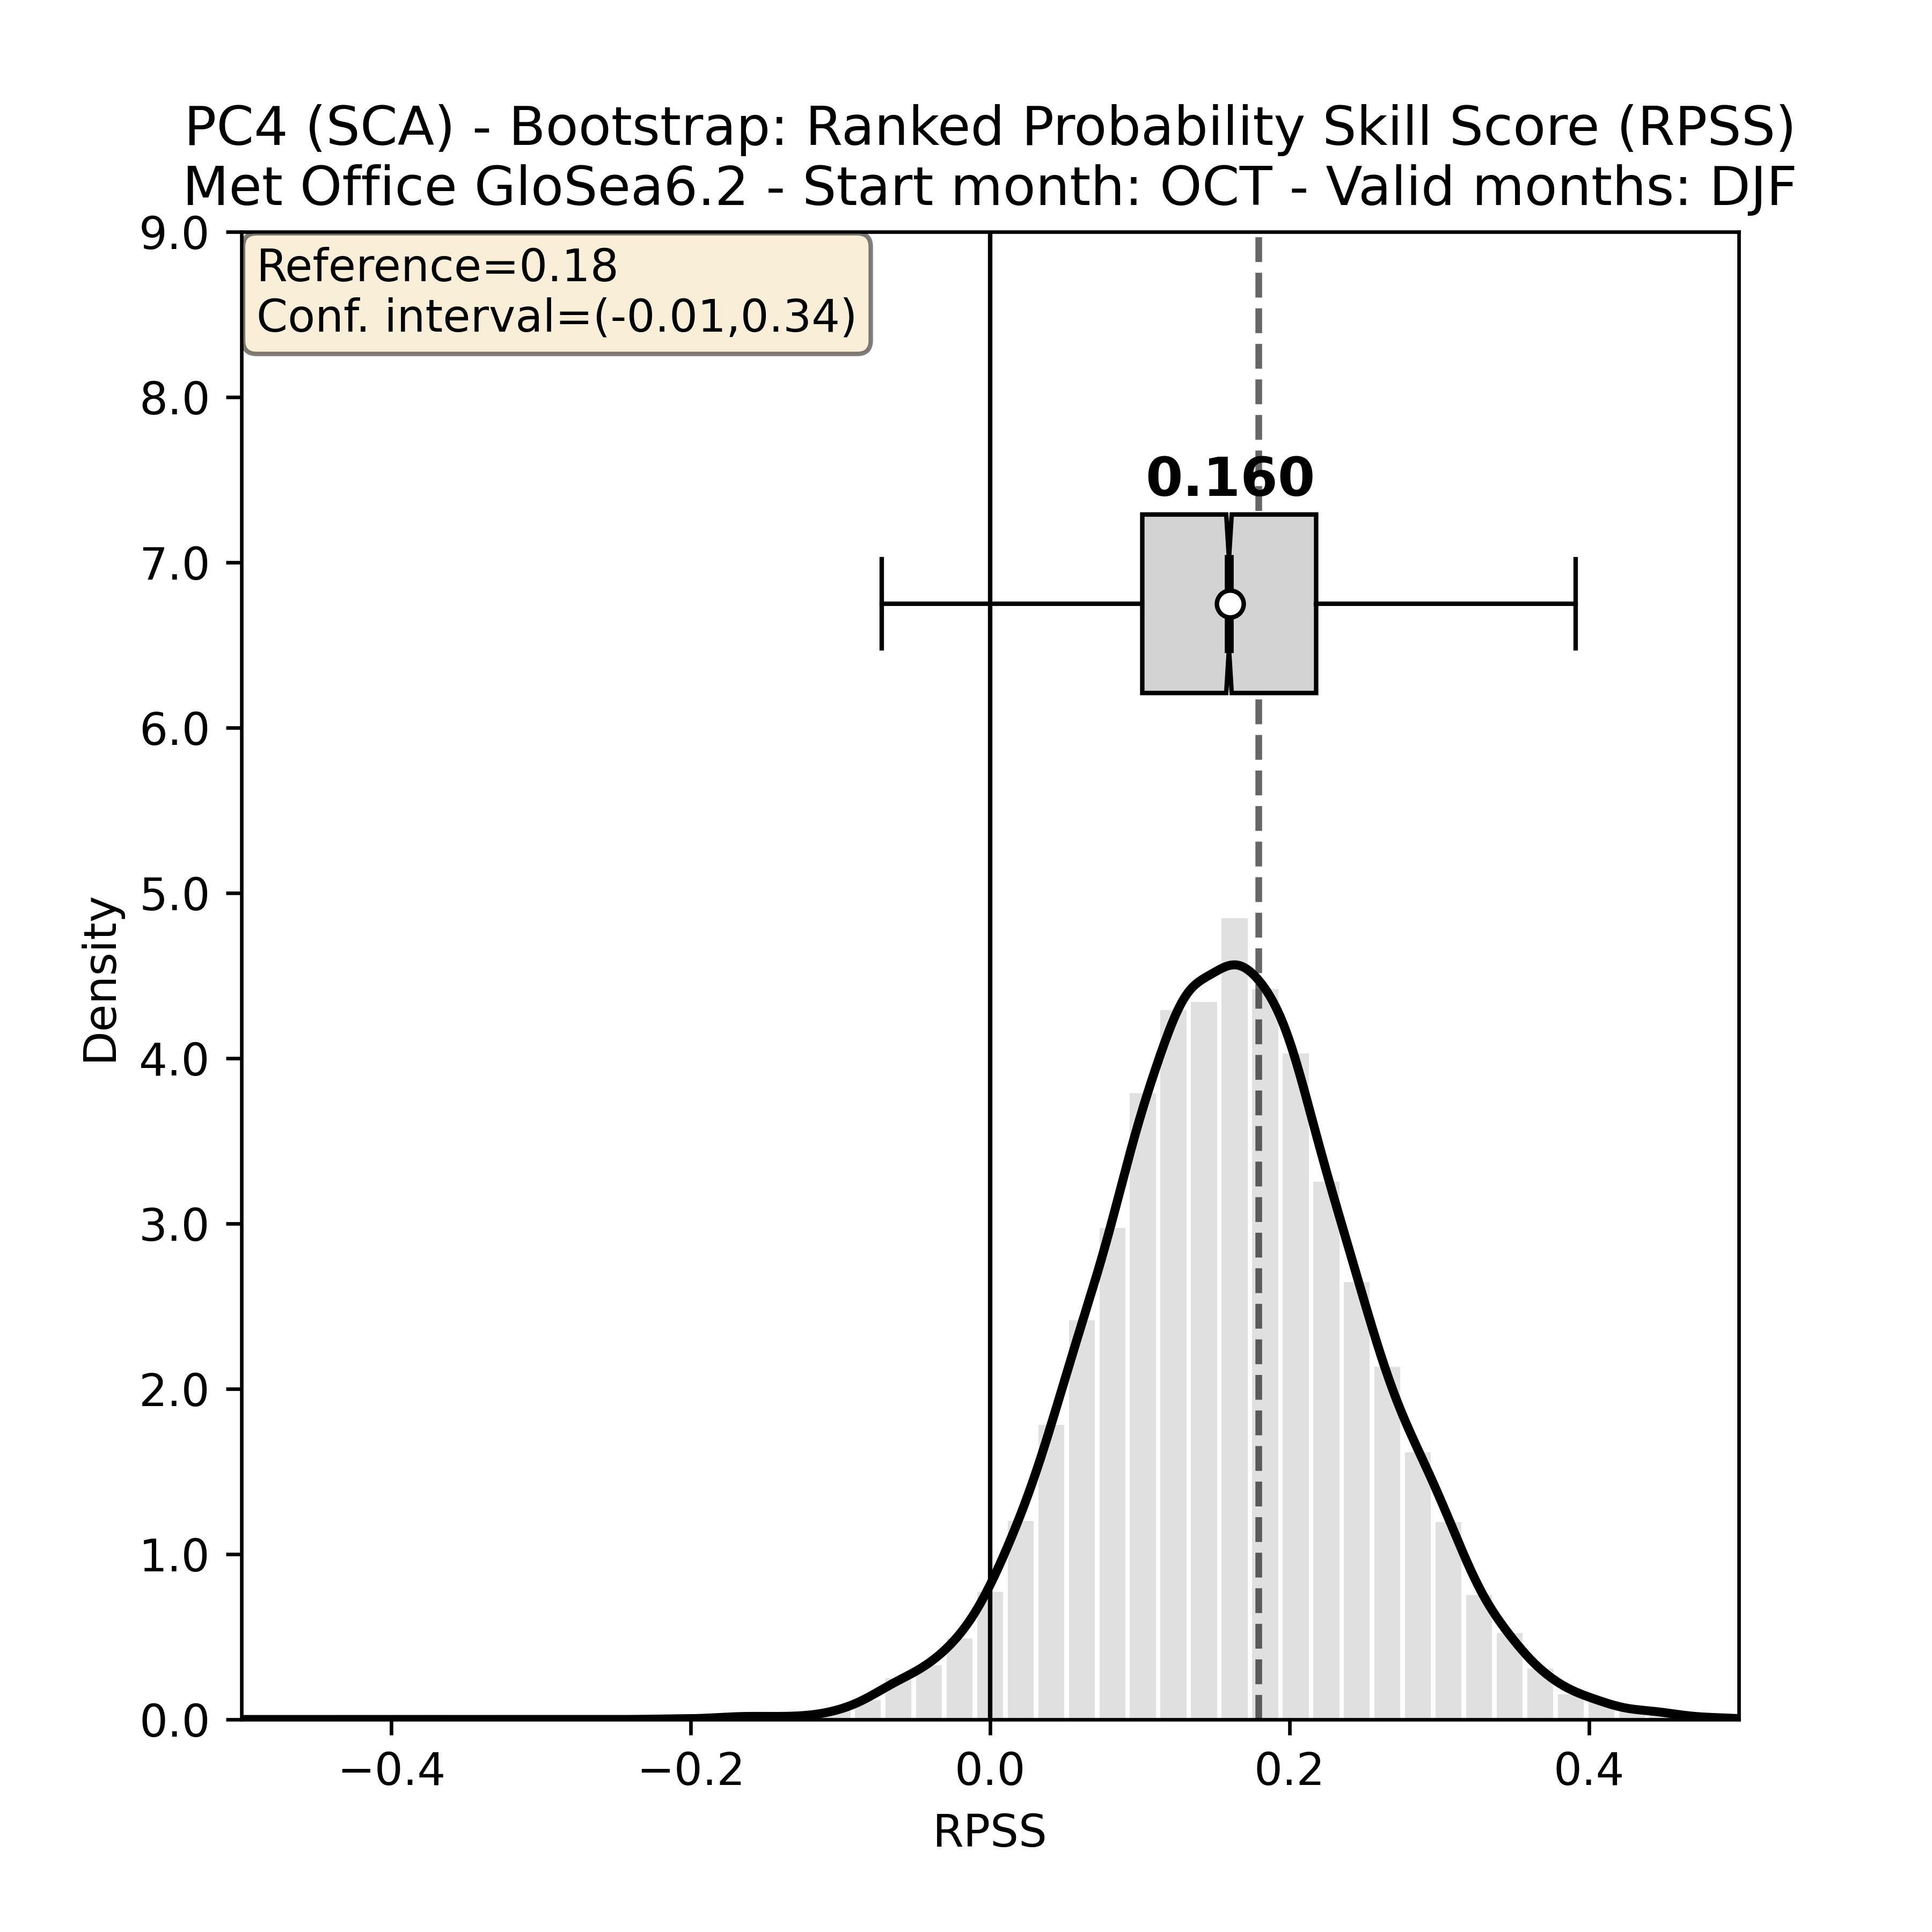 PC4 (SCA) - Bootstrap: Ranked Probability Skill Score (RPSS)
Met Office GloSea6.2 - Start month: OCT - Valid months: DJF
Reference=0.18
Conf. interval=(-0.01,0.34)
0.160
9.0
8.0
7.0
6.0
5.0
4.0
3.0
2.0
1.0
0.0
Density
−0.4
−0.2
0.0
0.2
0.4
RPSS